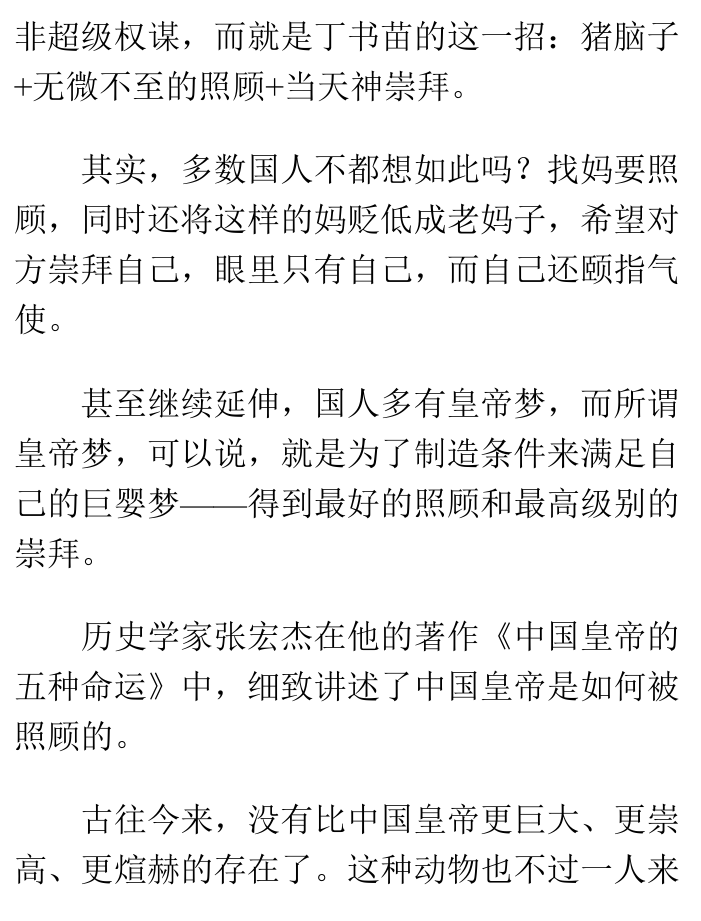 非超级权谋，而就是丁书苗的这一招：猪脑子
+无微不至的照顾+当天神崇拜。
其实，多数国人不都想如此吗？找妈要照
顾，同时还将这样的妈贬低成老妈子，希望对
方崇拜自己，眼里只有自己，而自己还颐指气
使。
甚至继续延伸，国人多有皇帝梦，而所谓
皇帝梦，可以说，就是为了制造条件来满足自
己的巨婴梦——得到最好的照顾和最高级别的
崇拜。
历史学家张宏杰在他的著作《中国皇帝的
五种命运》中，细致讲述了中国皇帝是如何被
照顾的。
古往今来，没有比中国皇帝更巨大、更崇
高、更煊赫的存在了。这种动物也不过一人来